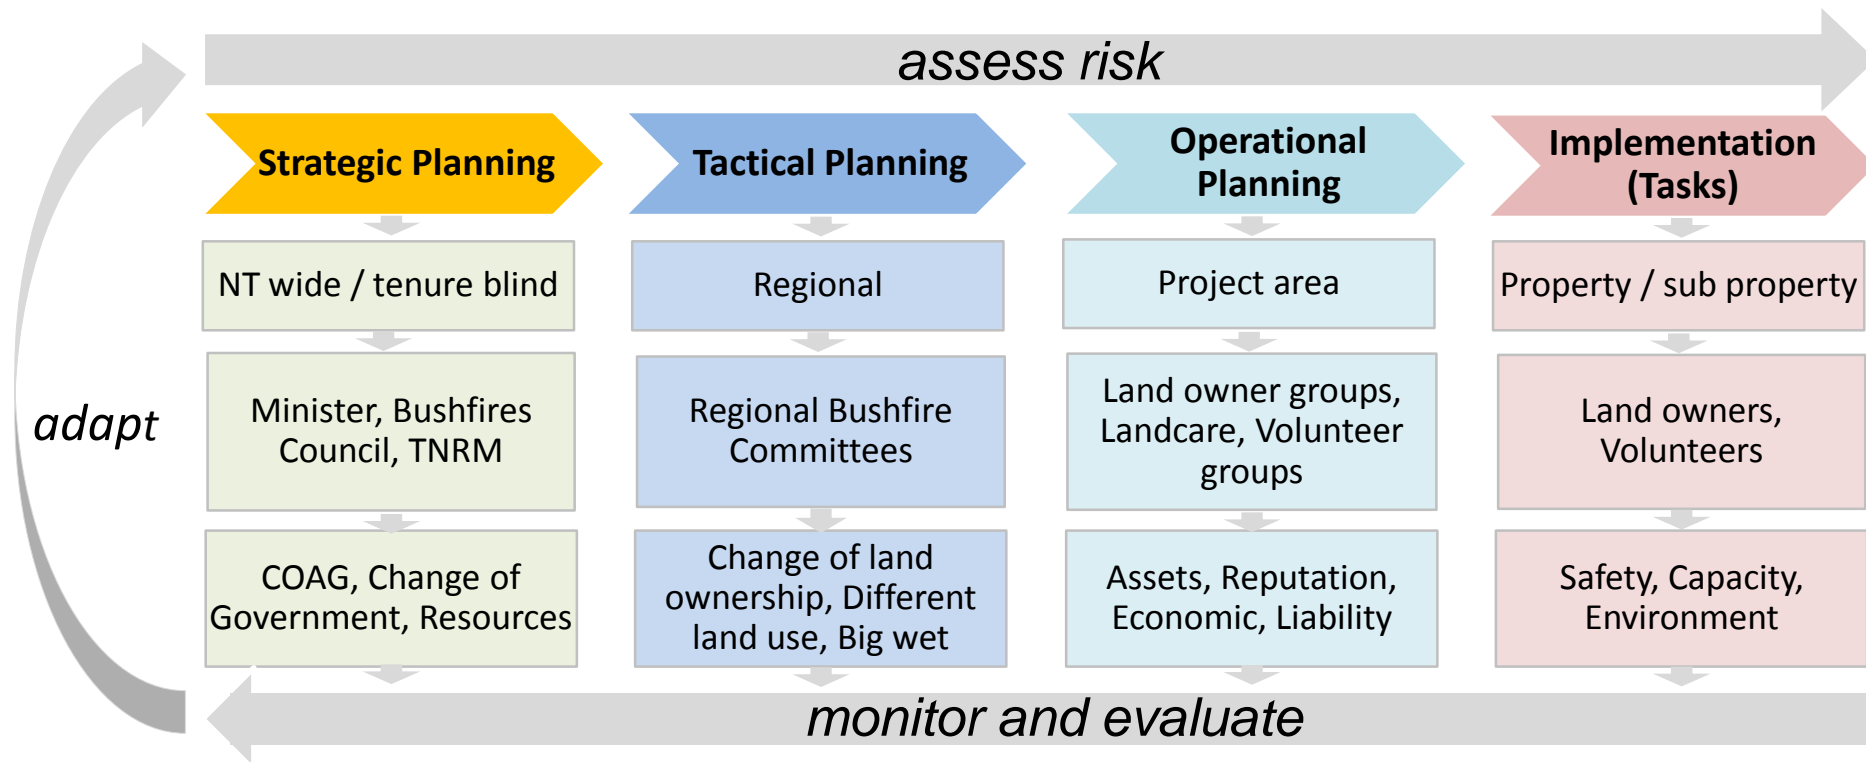 assess risk
Strategic Planning
Tactical Planning
Operational
Planning
Implementation
(Tasks)
NT wide / tenure blind
Regional
Project area
Property / sub property
Minister, Bushfires
Council, TNRM
Regional Bushfire
Committees
Land owner groups,
Landcare, Volunteer
groups
Land owners,
Volunteers
adapt
COAG, Change of
Government, Resources
Change of land
ownership, Different
land use, Big wet
Assets, Reputation,
Economic, Liability
Safety, Capacity,
Environment
monitor and evaluate